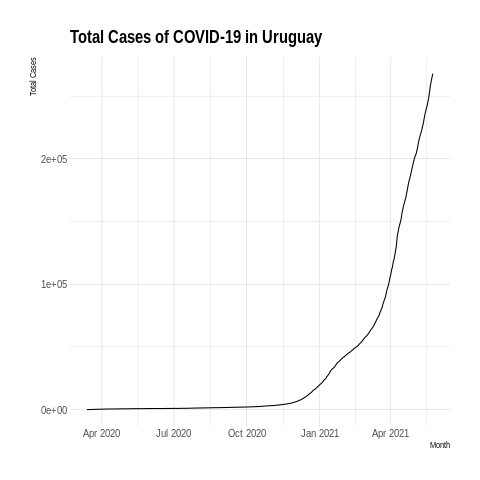 Total Cases of COVID-19 in Uruguay
Total Cases
2e+05
1e+05
0e+00
Apr 2020 Jul 2020 Oct 2020 Jan 2021 Apr 2021
Month